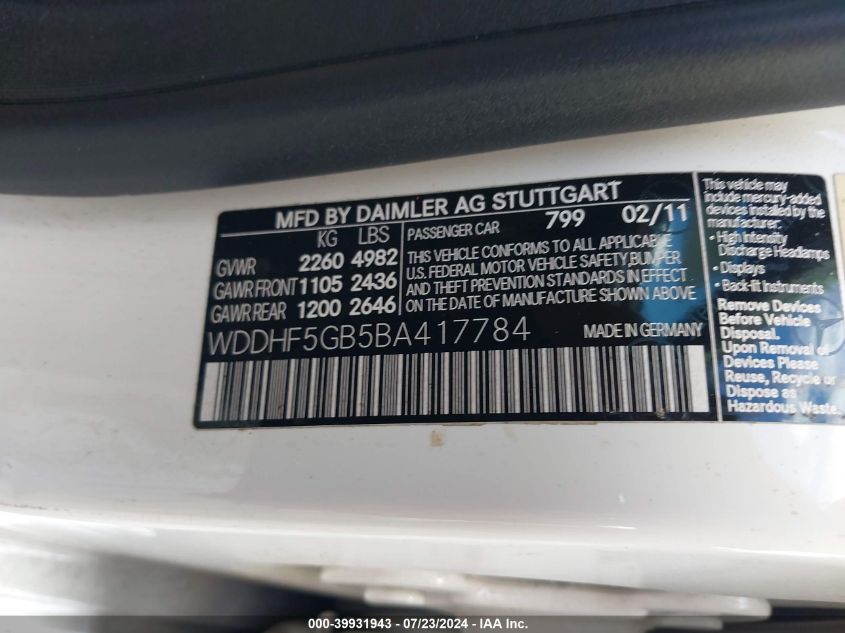 MFD BY DAIMLER AG STUTTGART
KG LBS
GVWR 2260 4982
GAWR FRONT 1105 2436
GAWR REAR 1200 2646
PASSENGER CAR 799 02/11
THIS VEHICLE CONFORMS TO ALL APPLICABLE
U.S. FEDERAL MOTOR VEHICLE SAFETY, BUMPER
AND THEFT PREVENTION STANDARDS IN EFFECT
ON THE DATE OF MANUFACTURE SHOWN ABOVE
WDDHF5GB5BA417784
MADE IN GERMANY
This vehicle may
include mercury-added
devices installed by the
manufacturer:
• High Intensity
Discharge Headlamps
• Displays
• Back-lit Instruments
Remove Devices
Before Vehicle
Disposal.
Upon Removal
of Devices Please
Reuse, Recycle or
Dispose as
Hazardous Waste.
000-39931943 - 07/23/2024 - IAA Inc.